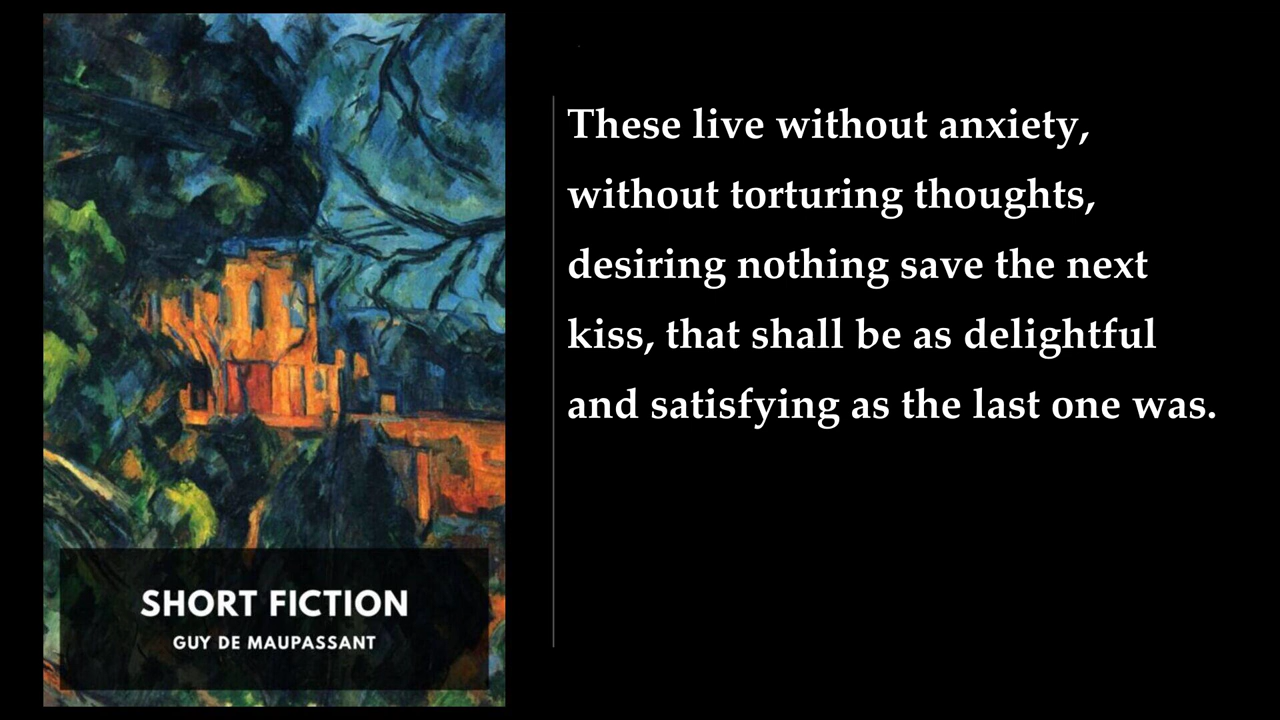 These live without anxiety,
without torturing thoughts,
desiring nothing save the next
kiss, that shall be as delightful
and satisfying as the last one was.
SHORT FICTION
GUY DE MAUPASSANT